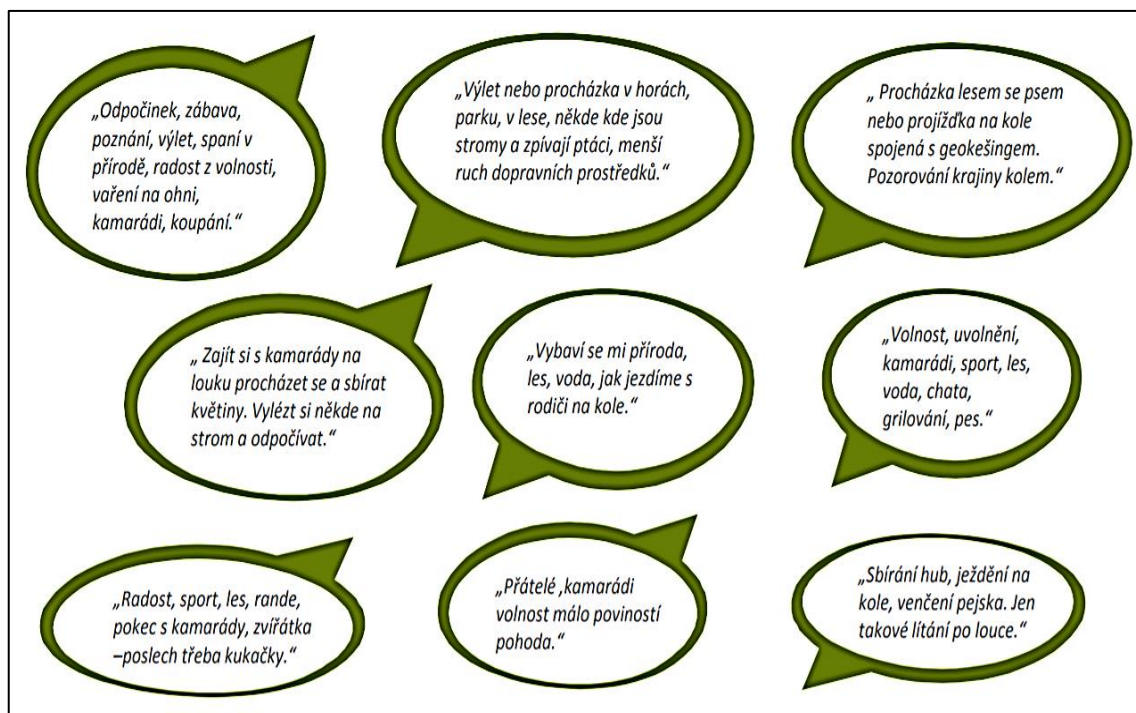 „Odpočinek, zábava,
poznání, výlet, spaní v
přírodě, radost z volnosti,
vaření na ohni,
kamarádi, koupání.“
„Výlet nebo procházka v horách,
parku, v lese, někde kde jsou
stromy a zpívají ptáci, menší
ruch dopravních prostředků.“
„ Procházka lesem se psem
nebo projížďka na kole
spojená s geokešingem.
Pozorování krajiny kolem.“
„ Zajít si s kamarády na
louku procházet se a sbírat
květiny. Vylézt si někde na
strom a odpočívat.“
„Vybaví se mi příroda,
les, voda, jak jezdíme s
rodiči na kole.“
„Volnost, uvolnění,
kamarádi, sport, les,
voda, chata,
grilování, pes.“
„Radost, sport, les, rande,
pokec s kamarády, zvířátka
–poslech třeba kukačky.“
„Přátelé ,kamarádi
volnost málo poviností
pohoda.“
„Sbírání hub, ježdění na
kole, venčení pejska. Jen
takové lítání po louce.“